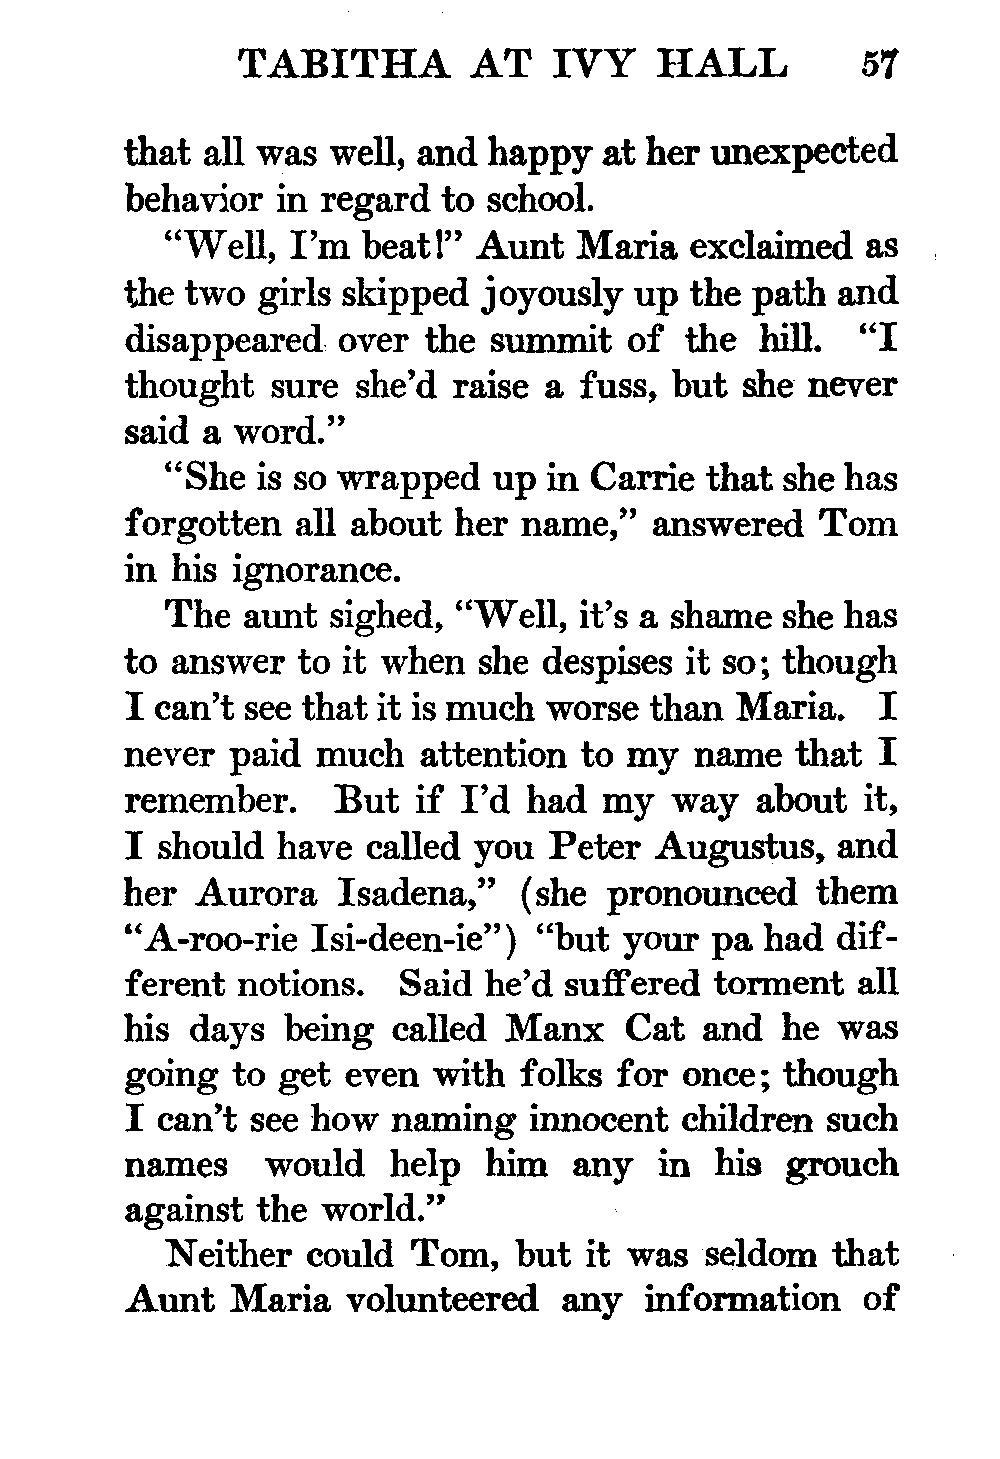 TABITHA AT IVY HALL 57
that all was well, and happy at her unexpected
behavior in regard to school.
“Well, I’m beat!” Aunt Maria exclaimed as
the two girls skipped joyously up the path and
disappeared over the summit of the hill. “I
thought sure she’d raise a fuss, but she never
said a word.”
“She is so wrapped up in Carrie that she has
forgotten all about her name,” answered Tom
in his ignorance.
The aunt sighed, “Well, it’s a shame she has
to answer to it when she despises it so; though
I can’t see that it is much worse than Maria. I
never paid much attention to my name that I
remember. But if I’d had my way about it,
I should have called you Peter Augustus, and
her Aurora Isadena,” (she pronounced them
“A-roo-rie Isi-deen-ie”) “but your pa had dif-
ferent notions. Said he’d suffered torment all
his days being called Manx Cat and he was
going to get even with folks for once; though
I can’t see how naming innocent children such
names would help him any in his grouch
against the world.”
Neither could Tom, but it was seldom that
Aunt Maria volunteered any information of